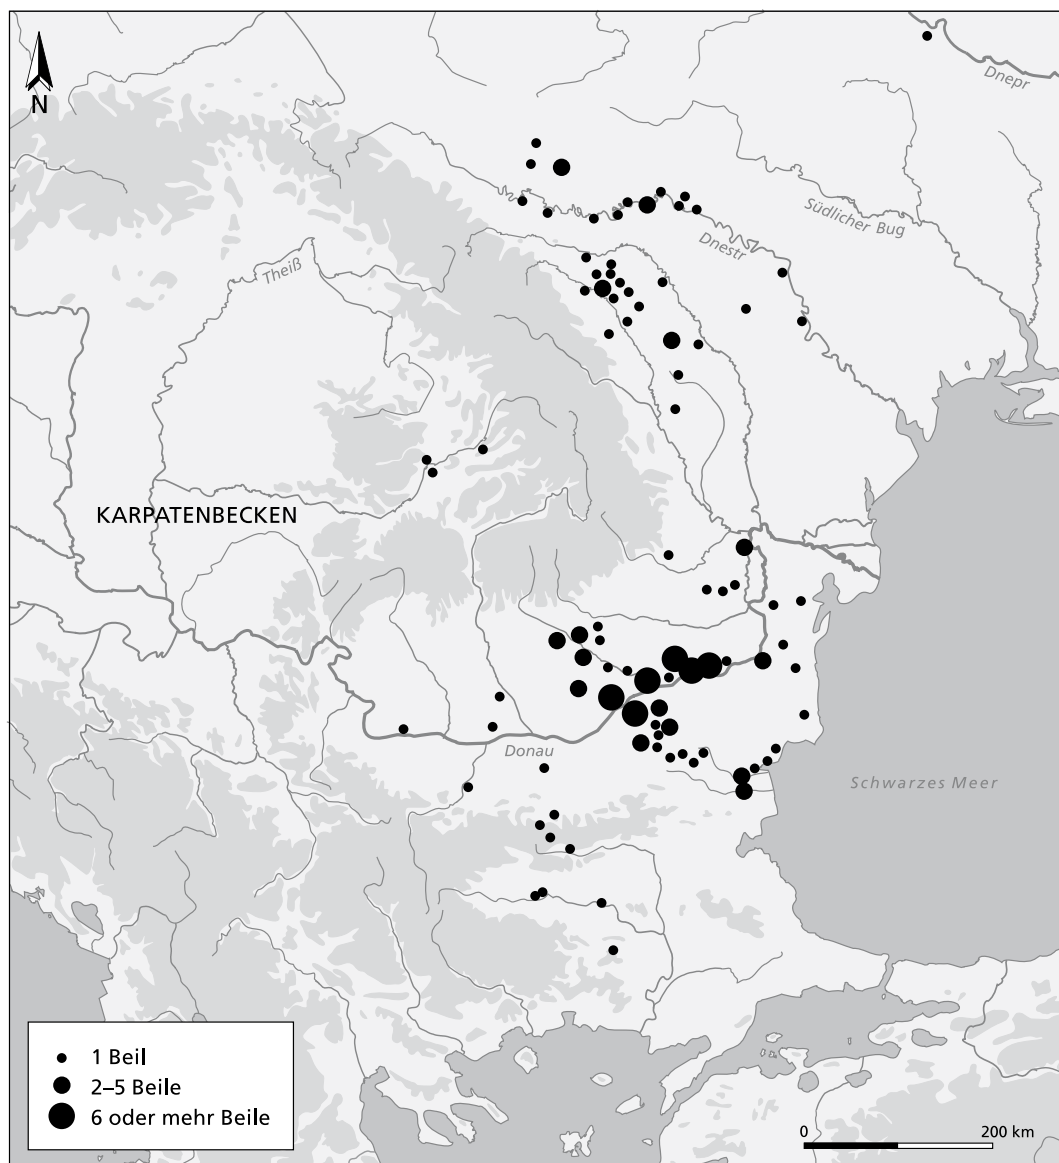 N
Dnepr
Südlicher Bug
Dnestr
Theiß
KARPATENBECKEN
Donau
Schwarzes Meer
1 Beil
2–5 Beile
6 oder mehr Beile
0 200 km